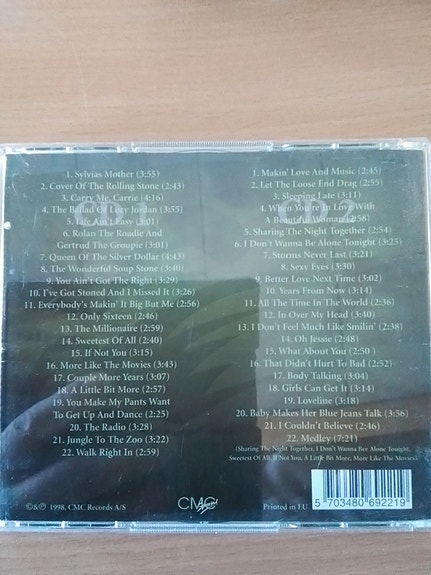 1. Sylvias Mother (3:53)
2. Cover Of The Rolling Stone (2:43)
3. Carry Me, Carrie (4:16)
4. The Ballad Of Lucy Jordan (3:55)
5. Life Ain't Easy (3:01)
6. Rolan The Roadie And
Gertrud The Groupie (3:01)
7. Queen Of The Silver Dollar (4:43)
8. The Wonderful Soup Stone (3:40)
9. You Ain't Got The Right (3:29)
10. I've Got Stoned And I Missed It (3:26)
11. Everybody's Makin' It Big But Me (2:56)
12. Only Sixteen (2:46)
13. The Millionaire (2:59)
14. Sweetest Of All (2:40)
15. If Not You (3:15)
16. More Like The Movies (3:43)
17. Couple More Years (3:07)
18. A Little Bit More (2:57)
19. You Make My Pants Want
To Get Up And Dance (2:25)
20. The Radio (3:28)
21. Jungle To The Zoo (3:22)
22. Walk Right In (2:59)
1. Makin' Love And Music (2:45)
2. Let The Loose End Drag (2:55)
3. Sleeping Late (3:11)
4. When You're In Love With
A Beautiful Woman (2:58)
5. Sharing The Night Together (2:54)
6. I Don't Wanna Be Alone Tonight (3:25)
7. Storms Never Last (3:21)
8. Sexy Eyes (3:30)
9. Better Love Next Time (3:02)
10. Years From Now (3:14)
11. All The Time In The World (2:36)
12. In Over My Head (3:40)
13. I Don't Feel Much Like Smilin' (2:38)
14. Oh Jessie (2:48)
15. What About You (2:50 )
16. That Didn't Hurt To Bad (2:52)
17. Body Talking (3:04)
18. Girls Can Get It (3:14)
19. Loveline (3:18)
20. Baby Makes Her Blue Jeans Talk (3:56)
21. I Couldn't Believe (2:46)
22. Medley (7:21)
(Sharing The Night Together, I Don't Wanna Bee Alone Tonight,
Sweetest Of All, If Not You, A Little Bit More, More Like The Movies)
©&℗ 1998, CMC Records A/S
CMC
Printed in EU
5 703480 692219